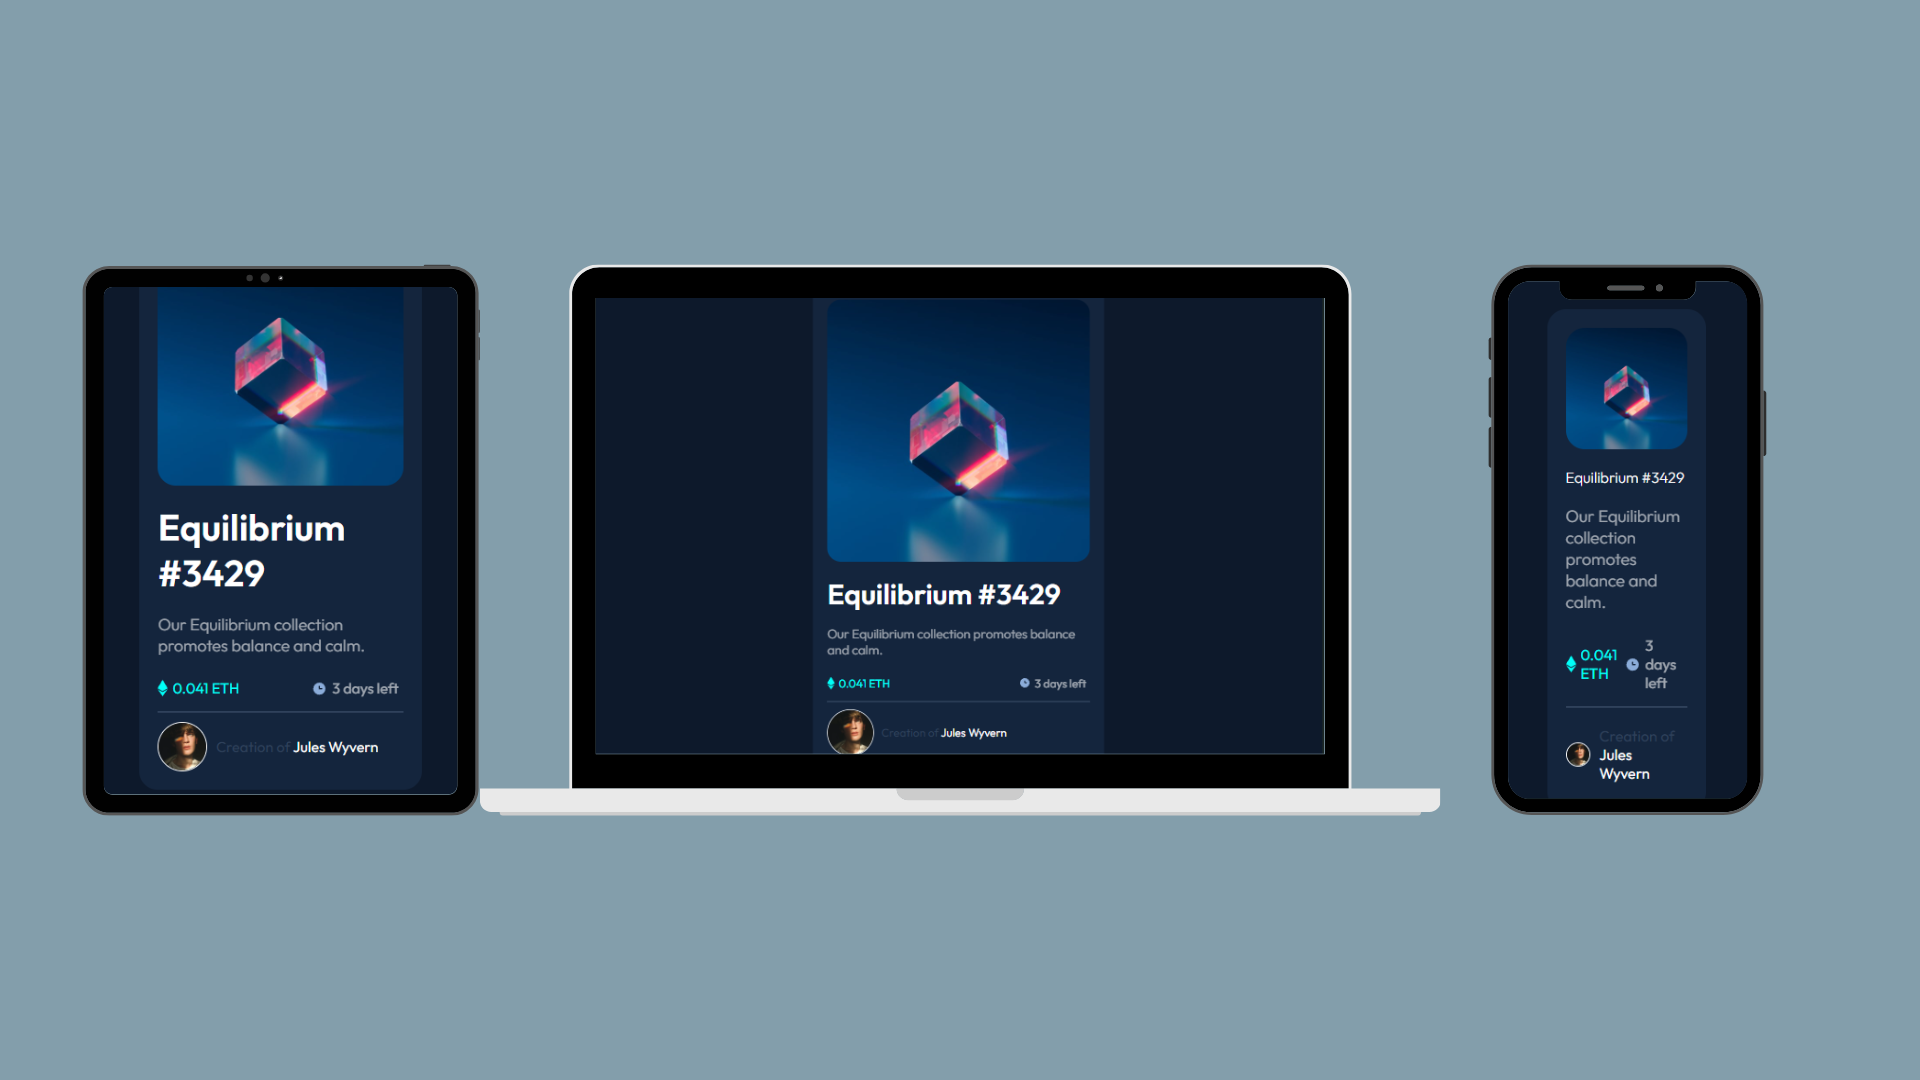 Equilibrium
#3429
Our Equilibrium collection
promotes balance and calm.
0.041 ETH
3 days left
Creation of Jules Wyvern
Equilibrium #3429
Our Equilibrium collection promotes balance
and calm.
0.041 ETH
3 days left
Creation of Jules Wyvern
Equilibrium #3429
Our Equilibrium
collection
promotes
balance and
calm.
0.041
ETH
3
days
left
Creation of
Jules
Wyvern